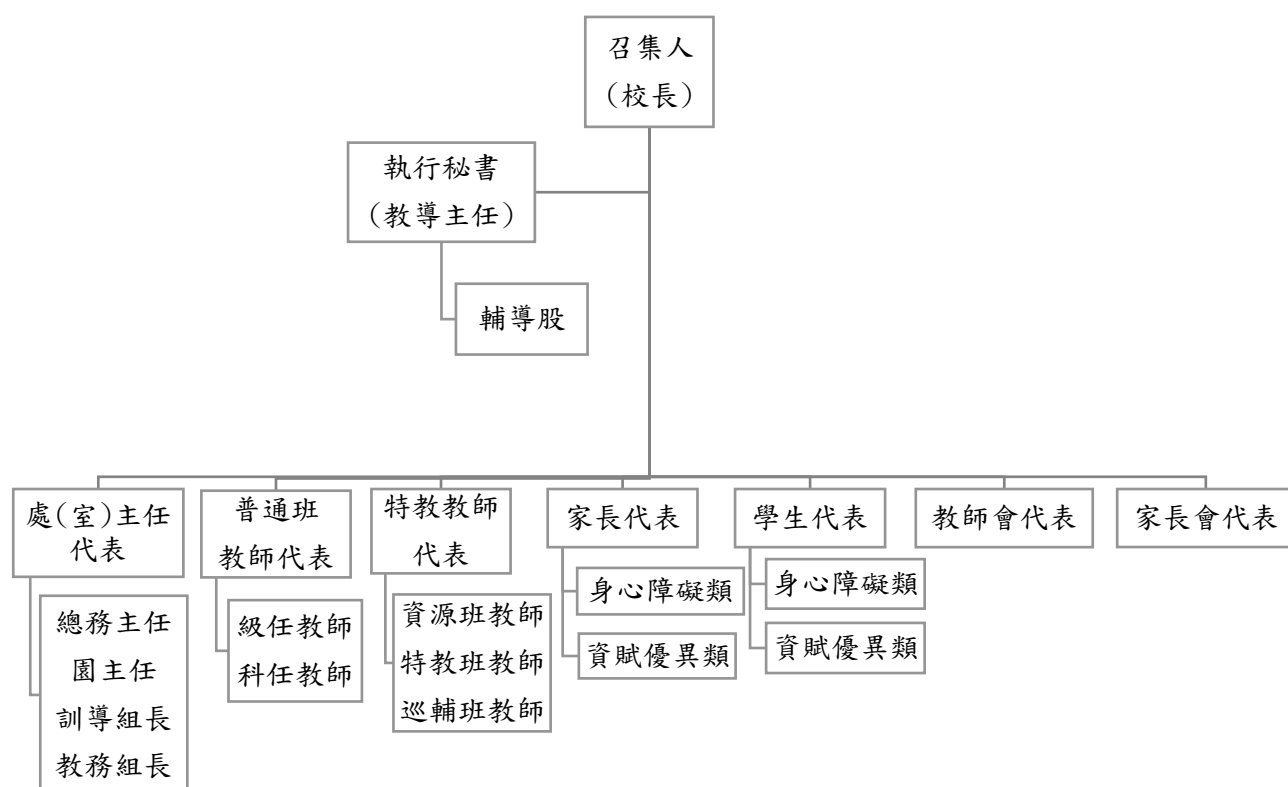 召集人
(校長)
執行秘書
(教導主任)
輔導股
處(室)主任
代表
總務主任
園主任
訓導組長
教務組長
普通班
教師代表
級任教師
科任教師
特教教師
代表
資源班教師
特教班教師
巡輔班教師
家長代表
身心障礙類
資賦優異類
學生代表
身心障礙類
資賦優異類
教師會代表
家長會代表